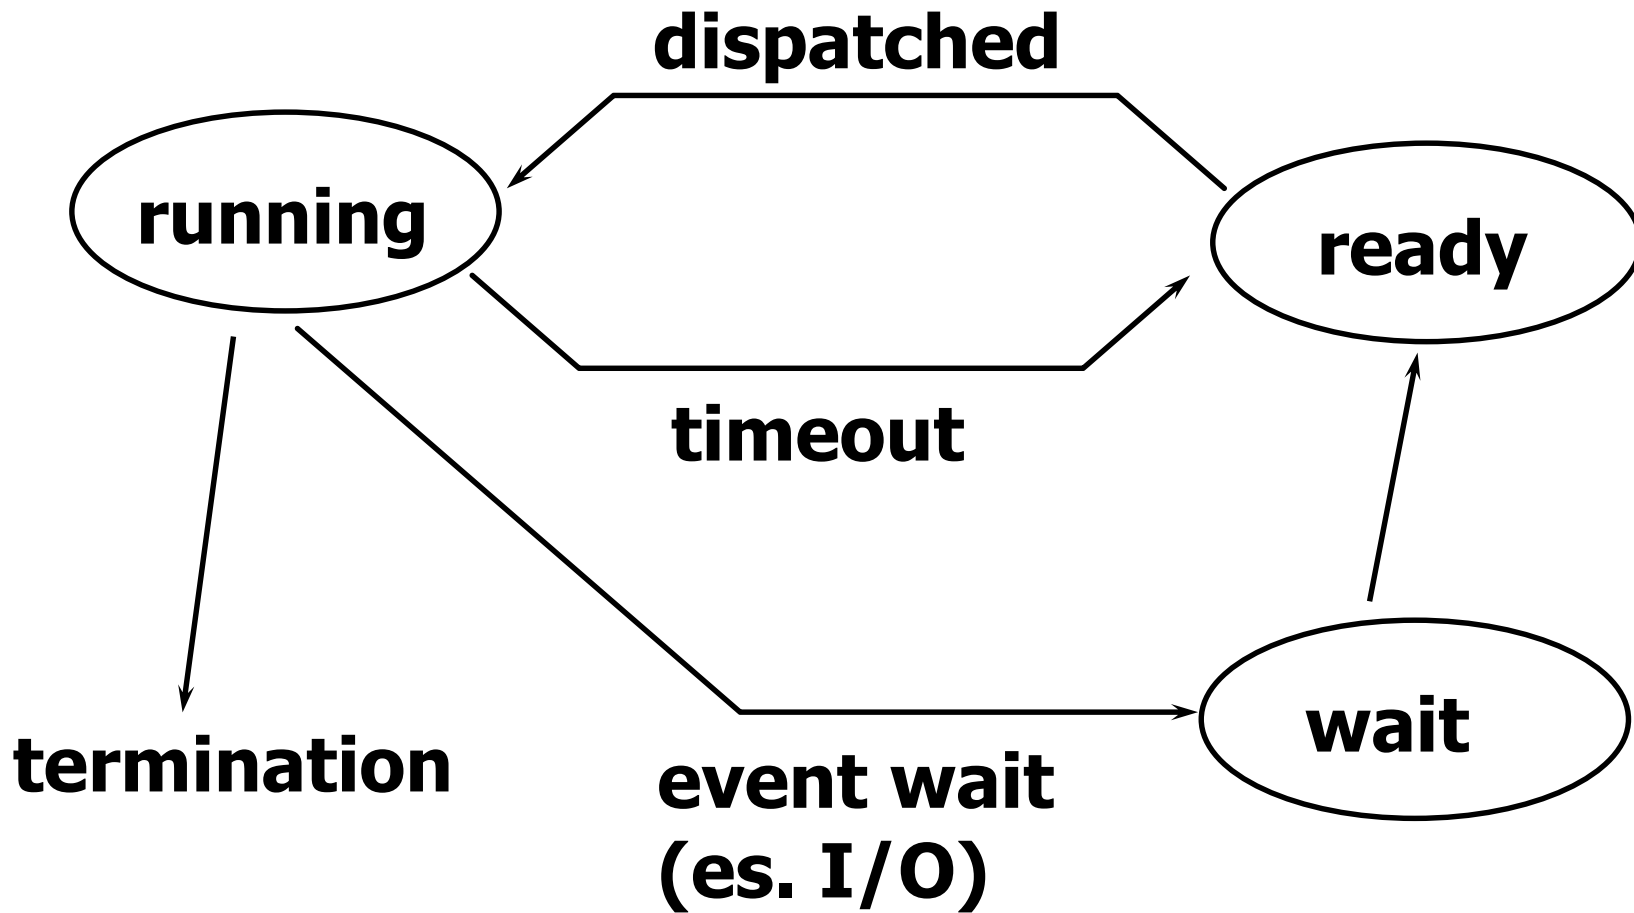 dispatched
running
ready
timeout
termination
wait
event wait
(es. I/O)